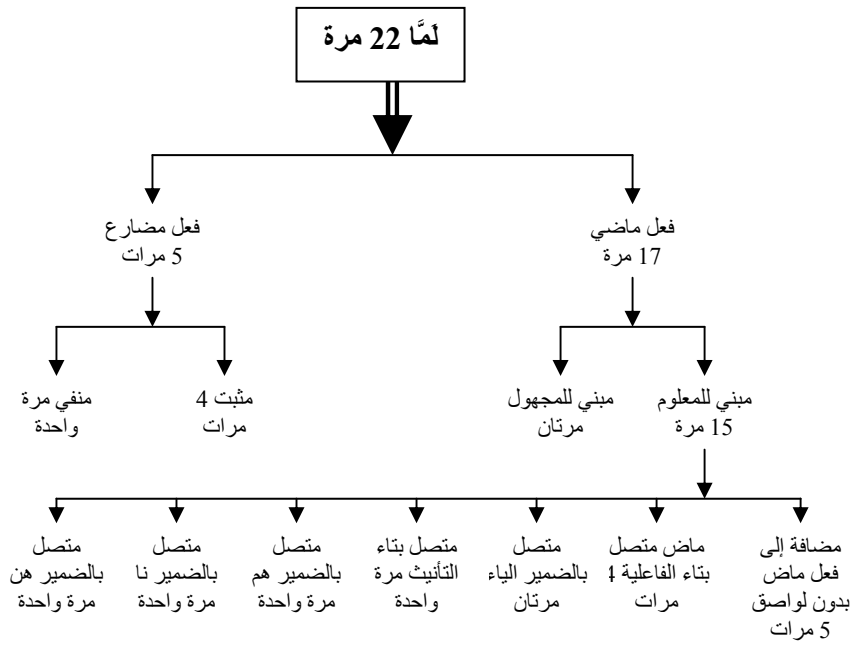 لَمَّا 22 مرة
فعل ماضي
17 مرة
فعل مضارع
5 مرات
مبني للمعلوم
15 مرة
مبني للمجهول
مرتان
مثبت 4
مرات
منفي مرة
واحدة
مضافة إلى
فعل ماض
بدون لواصق
5 مرات
ماض متصل
بتاء الفاعلية 4
مرات
متصل
بالضمير الياء
مرتان
متصل بتاء
التأنيث مرة
واحدة
متصل
بالضمير هم
مرة واحدة
متصل
بالضمير نا
مرة واحدة
متصل
بالضمير هن
مرة واحدة